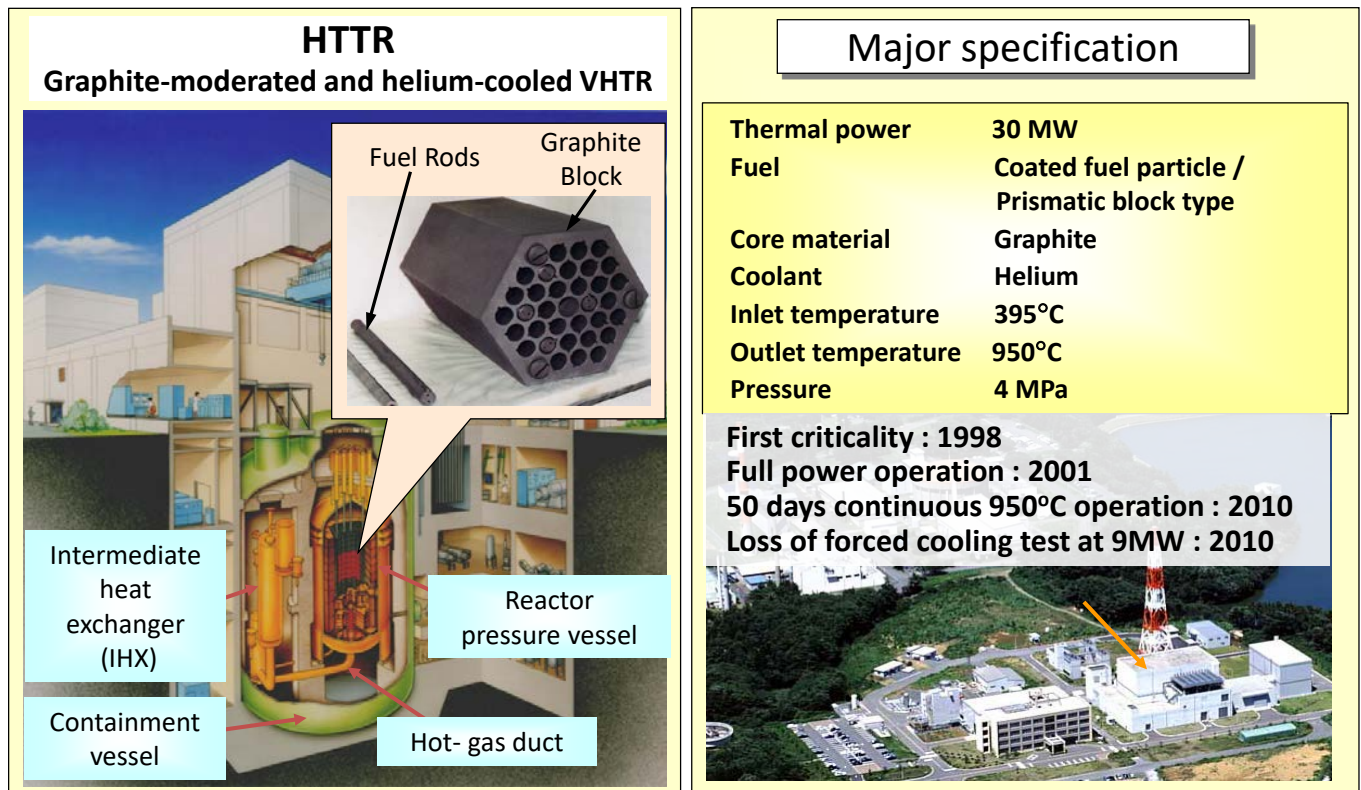 HTTR
Graphite-moderated and helium-cooled VHTR
Fuel Rods
Graphite
Block
Intermediate
heat
exchanger
(IHX)
Reactor
pressure vessel
Containment
vessel
Hot- gas duct
Major specification
Thermal power 30 MW
Fuel Coated fuel particle /
Prismatic block type
Core material Graphite
Coolant Helium
Inlet temperature 395°C
Outlet temperature 950°C
Pressure 4 MPa
First criticality : 1998
Full power operation : 2001
50 days continuous 950°C operation : 2010
Loss of forced cooling test at 9MW : 2010